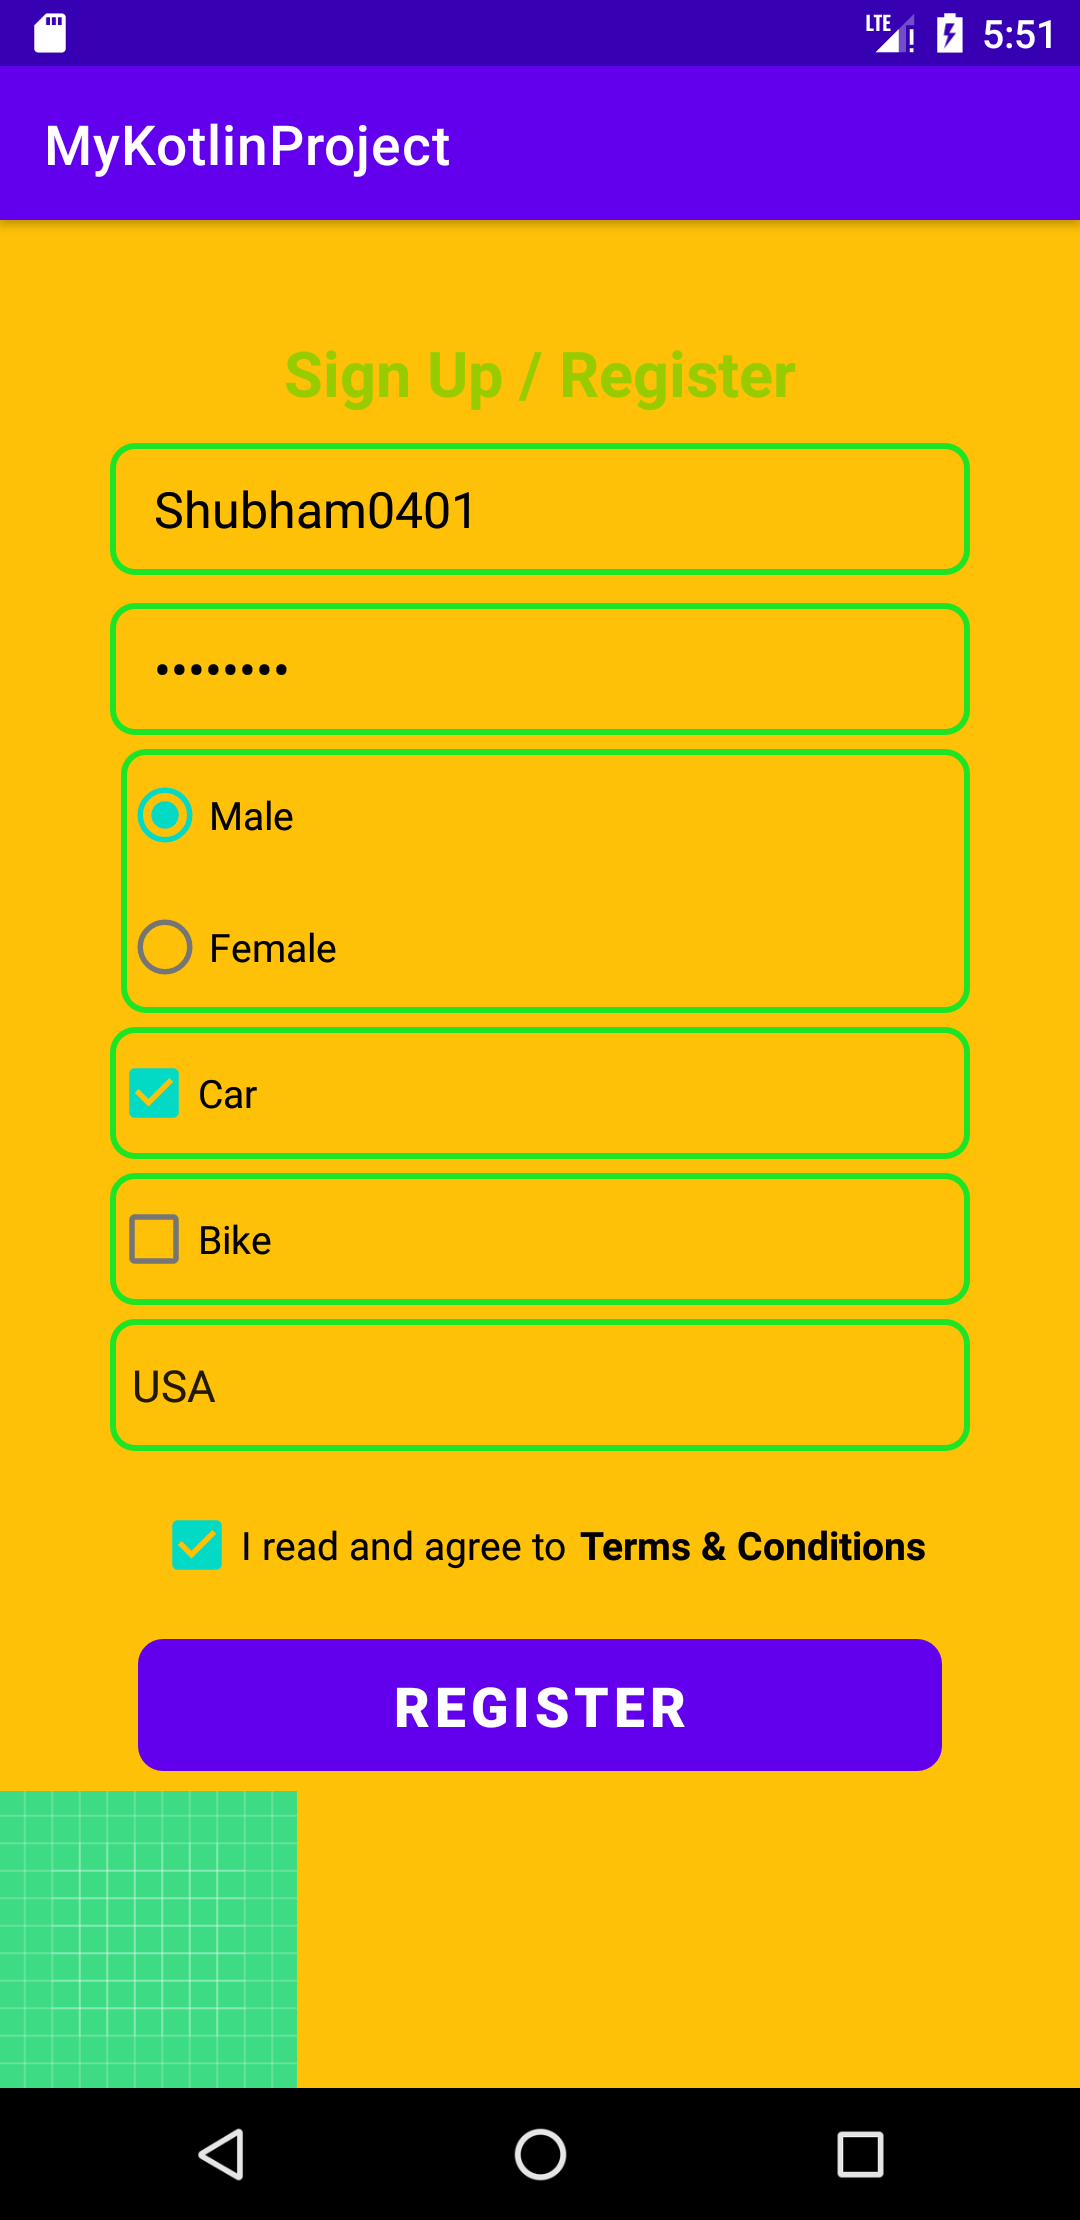 LTE 5:51
MyKotlinProject
Sign Up / Register
Shubham0401
••••••••
Male
Female
Car
Bike
USA
I read and agree to Terms & Conditions
REGISTER